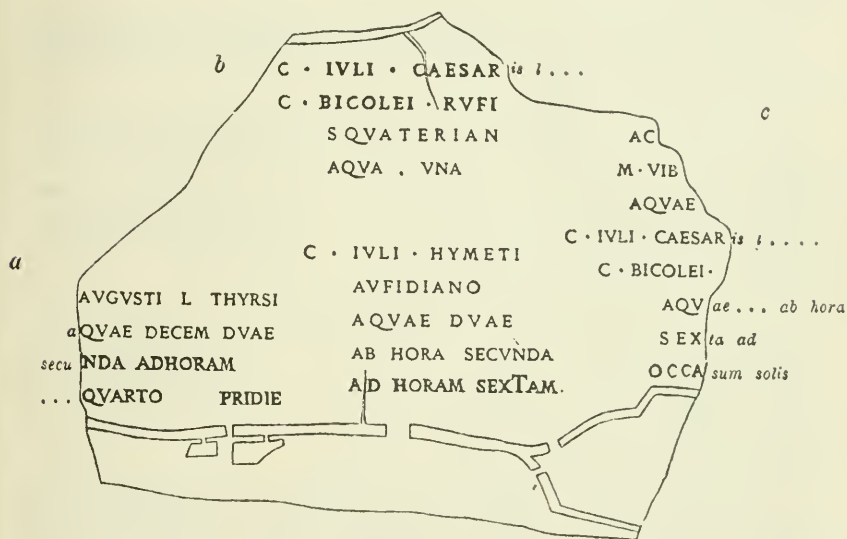 b
C · IVLI · CAESAR is l . . .
C · BICOLEI · RVFI
SQVATERIAN
AQVA . VNA
c
AC
M · VIB
AQVAE
C · IVLI · CAESAR is l . . . .
C · BICOLEI ·
AQV ae . . . ab hora
SEX ta ad
OCCA sum solis
C · IVLI · HYMETI
AVFIDIANO
AQVAE DVAE
AB HORA SECVNDA
AD HORAM SEXTAM.
a
AVGVSTI L THYRSI
aQVAE DECEM DVAE
secu NDA ADHORAM
. . . QVARTO PRIDIE